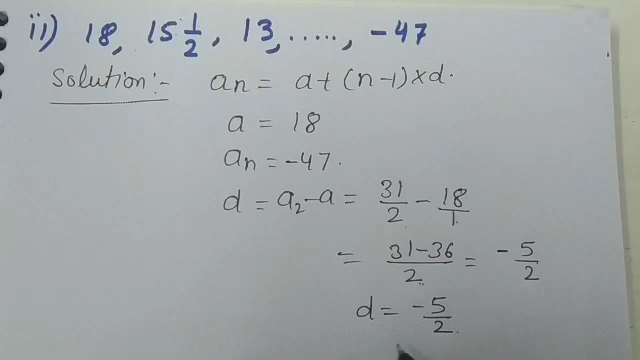 ii) 18, 15 1/2, 13, ....., -47
Solution:- an = a+(n-1)×d.
a = 18
an = -47.
d = a2-a = 31/2 - 18/1
= 31-36/2 = -5/2
d = -5/2